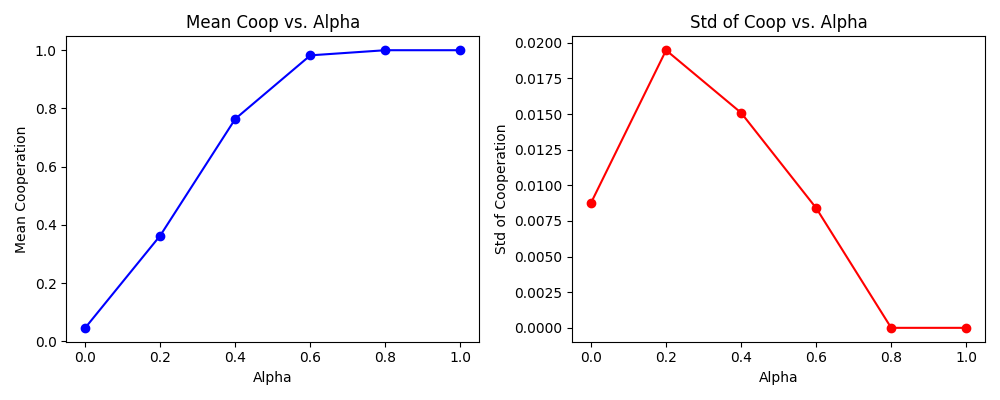 Mean Coop vs. Alpha
Mean Cooperation
1.0
0.8
0.6
0.4
0.2
0.0
0.0 0.2 0.4 0.6 0.8 1.0
Alpha
Std of Coop vs. Alpha
Std of Cooperation
0.0200
0.0175
0.0150
0.0125
0.0100
0.0075
0.0050
0.0025
0.0000
0.0 0.2 0.4 0.6 0.8 1.0
Alpha